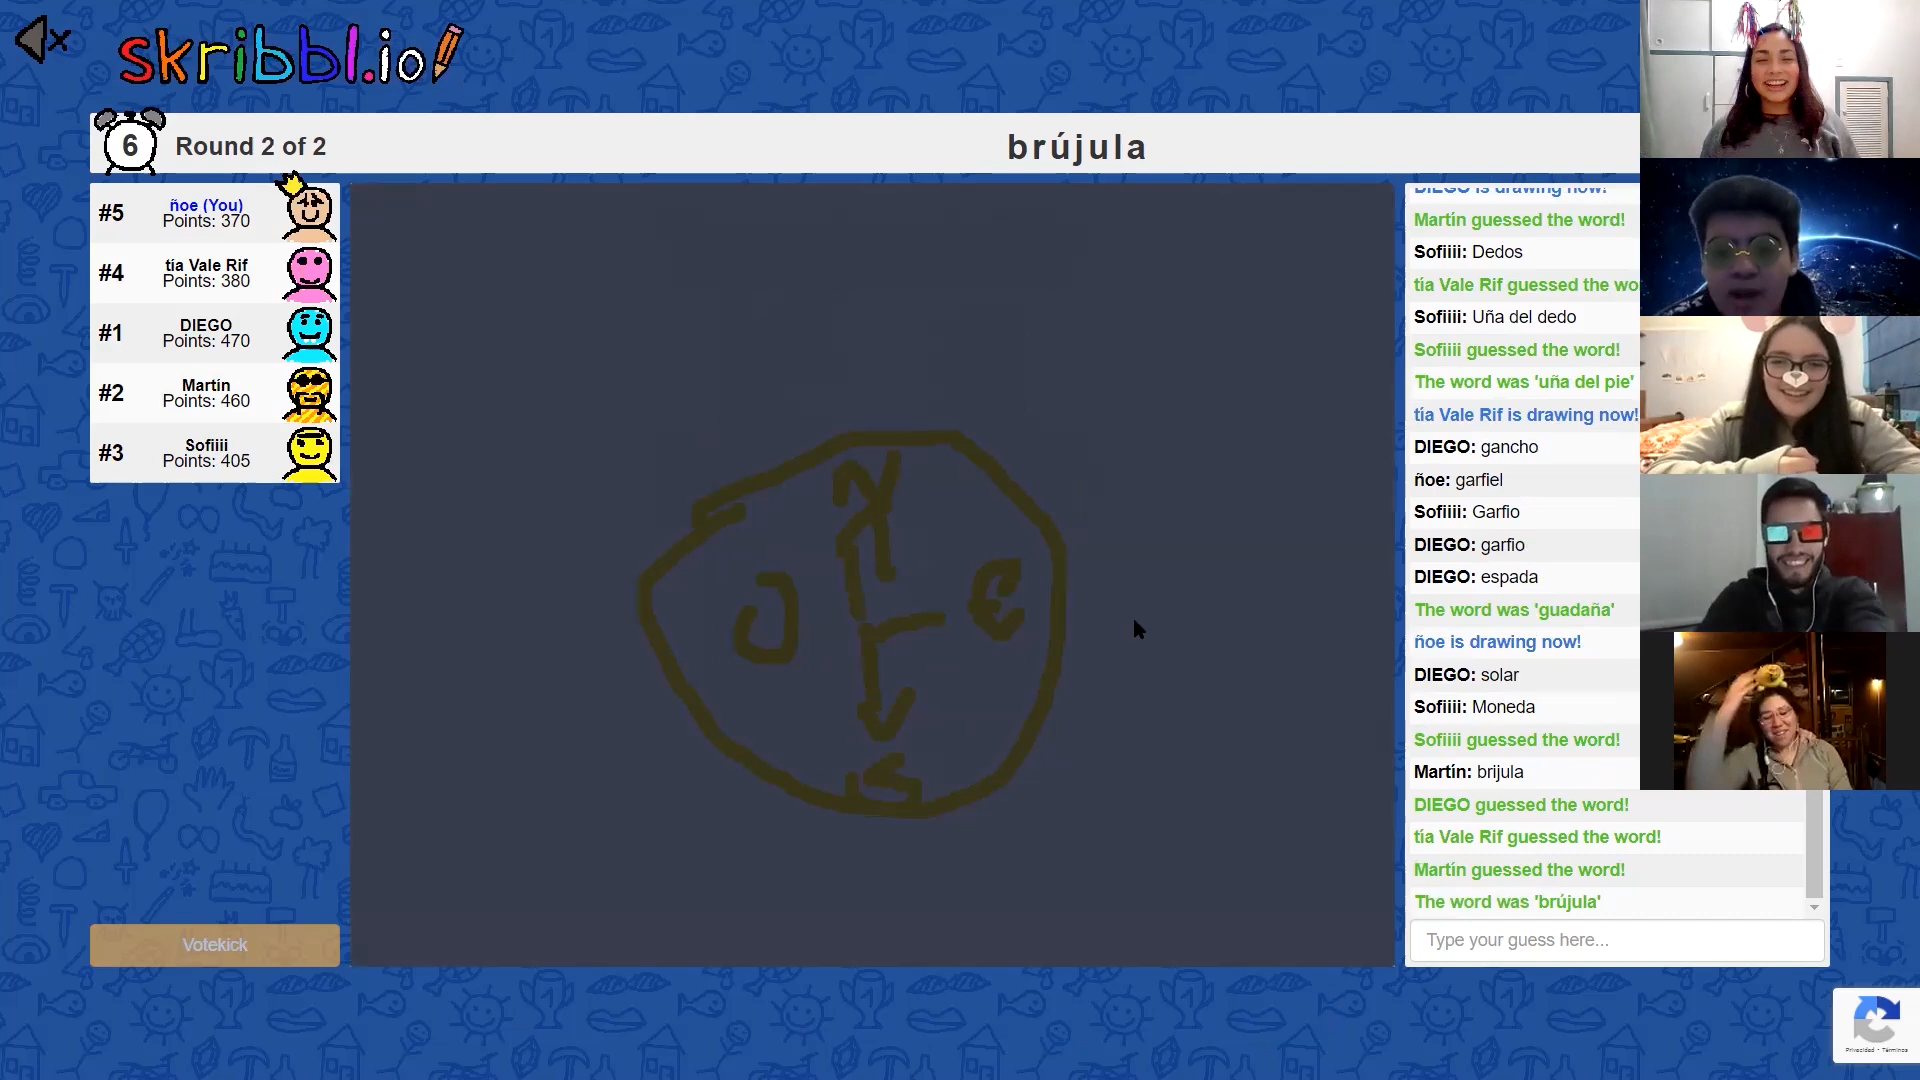 skribbl.io
6
Round 2 of 2
brújula
#5
ñoe (You)
Points: 370
#4
tía Vale Rif
Points: 380
#1
DIEGO
Points: 470
#2
Martín
Points: 460
#3
Sofiiii
Points: 405
Votekick
N
O
E
S
DIEGO is drawing now!
Martín guessed the word!
Sofiiii: Dedos
tía Vale Rif guessed the wo
Sofiiii: Uña del dedo
Sofiiii guessed the word!
The word was 'uña del pie'
tía Vale Rif is drawing now!
DIEGO: gancho
ñoe: garfiel
Sofiiii: Garfio
DIEGO: garfio
DIEGO: espada
The word was 'guadaña'
ñoe is drawing now!
DIEGO: solar
Sofiiii: Moneda
Sofiiii guessed the word!
Martín: brijula
DIEGO guessed the word!
tía Vale Rif guessed the word!
Martín guessed the word!
The word was 'brújula'
Type your guess here...
Privacidad - Términos